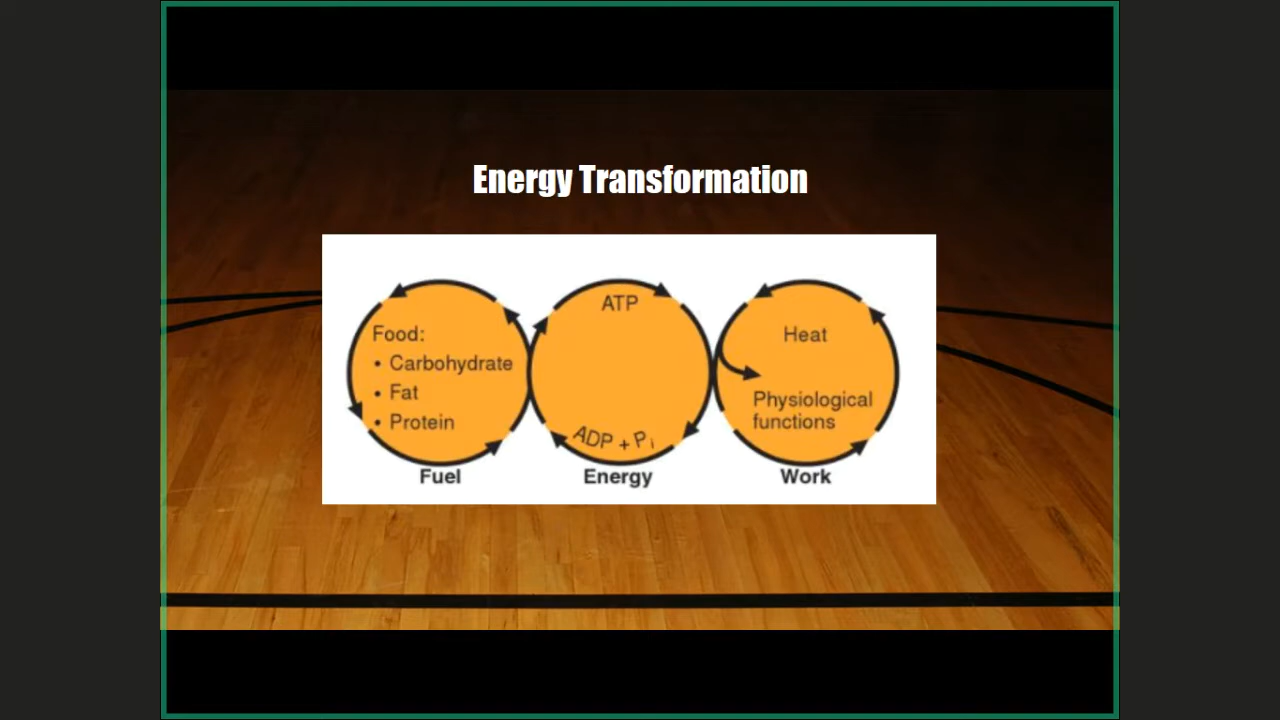 Energy Transformation
Food:
• Carbohydrate
• Fat
• Protein
Fuel
ATP
ADP + Pi
Energy
Heat
Physiological
functions
Work